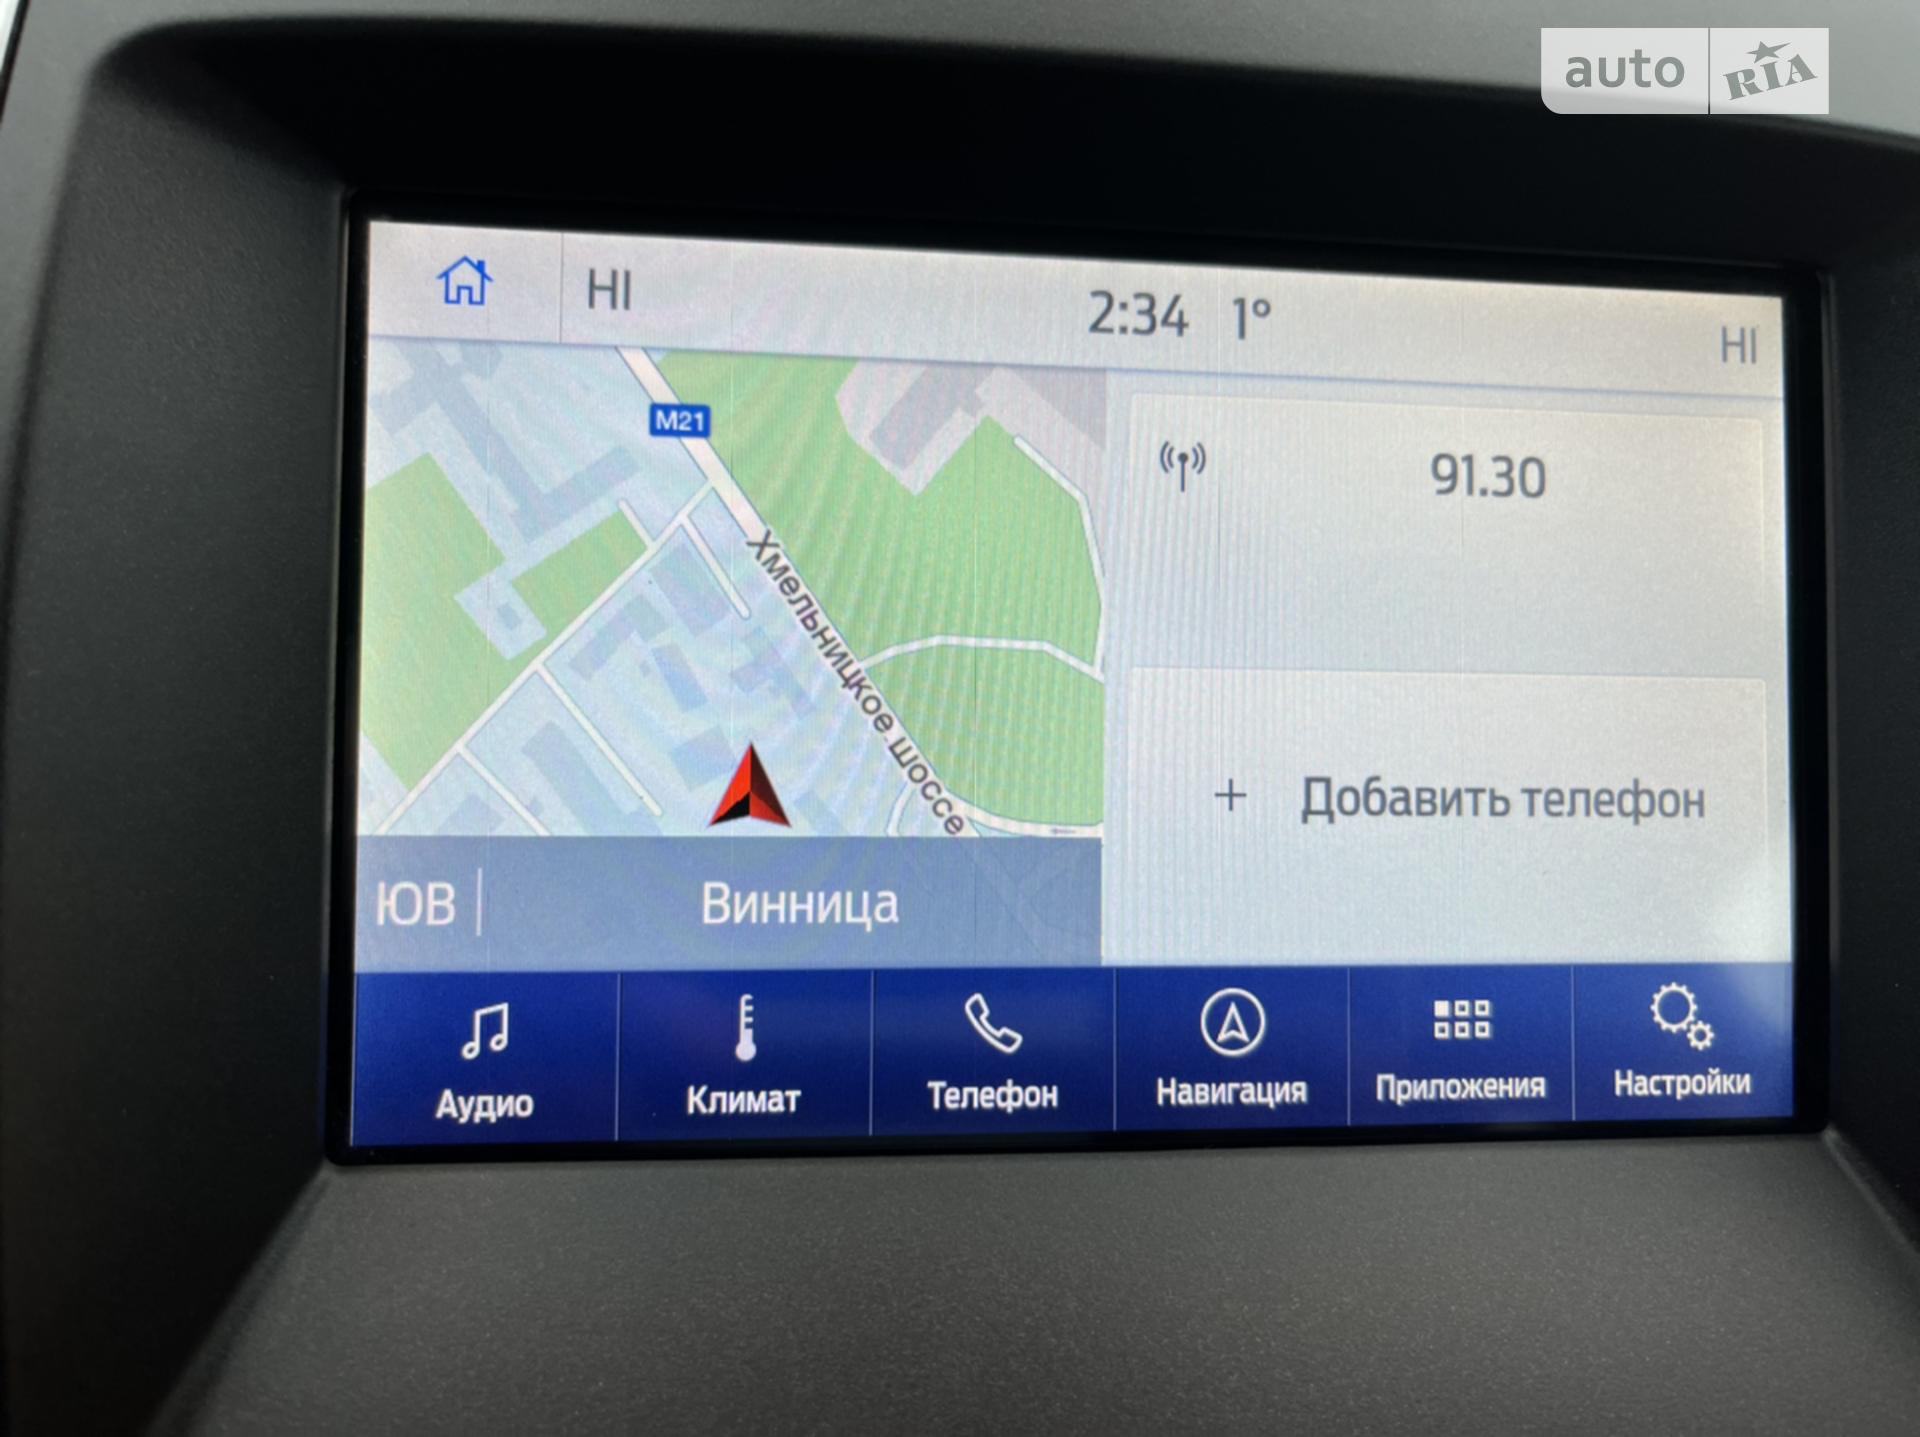 auto RIA
HI 2:34 1° HI
M21
91.30
Хмельницкое шоссе
+ Добавить телефон
ЮВ Винница
Аудио Климат Телефон Навигация Приложения Настройки